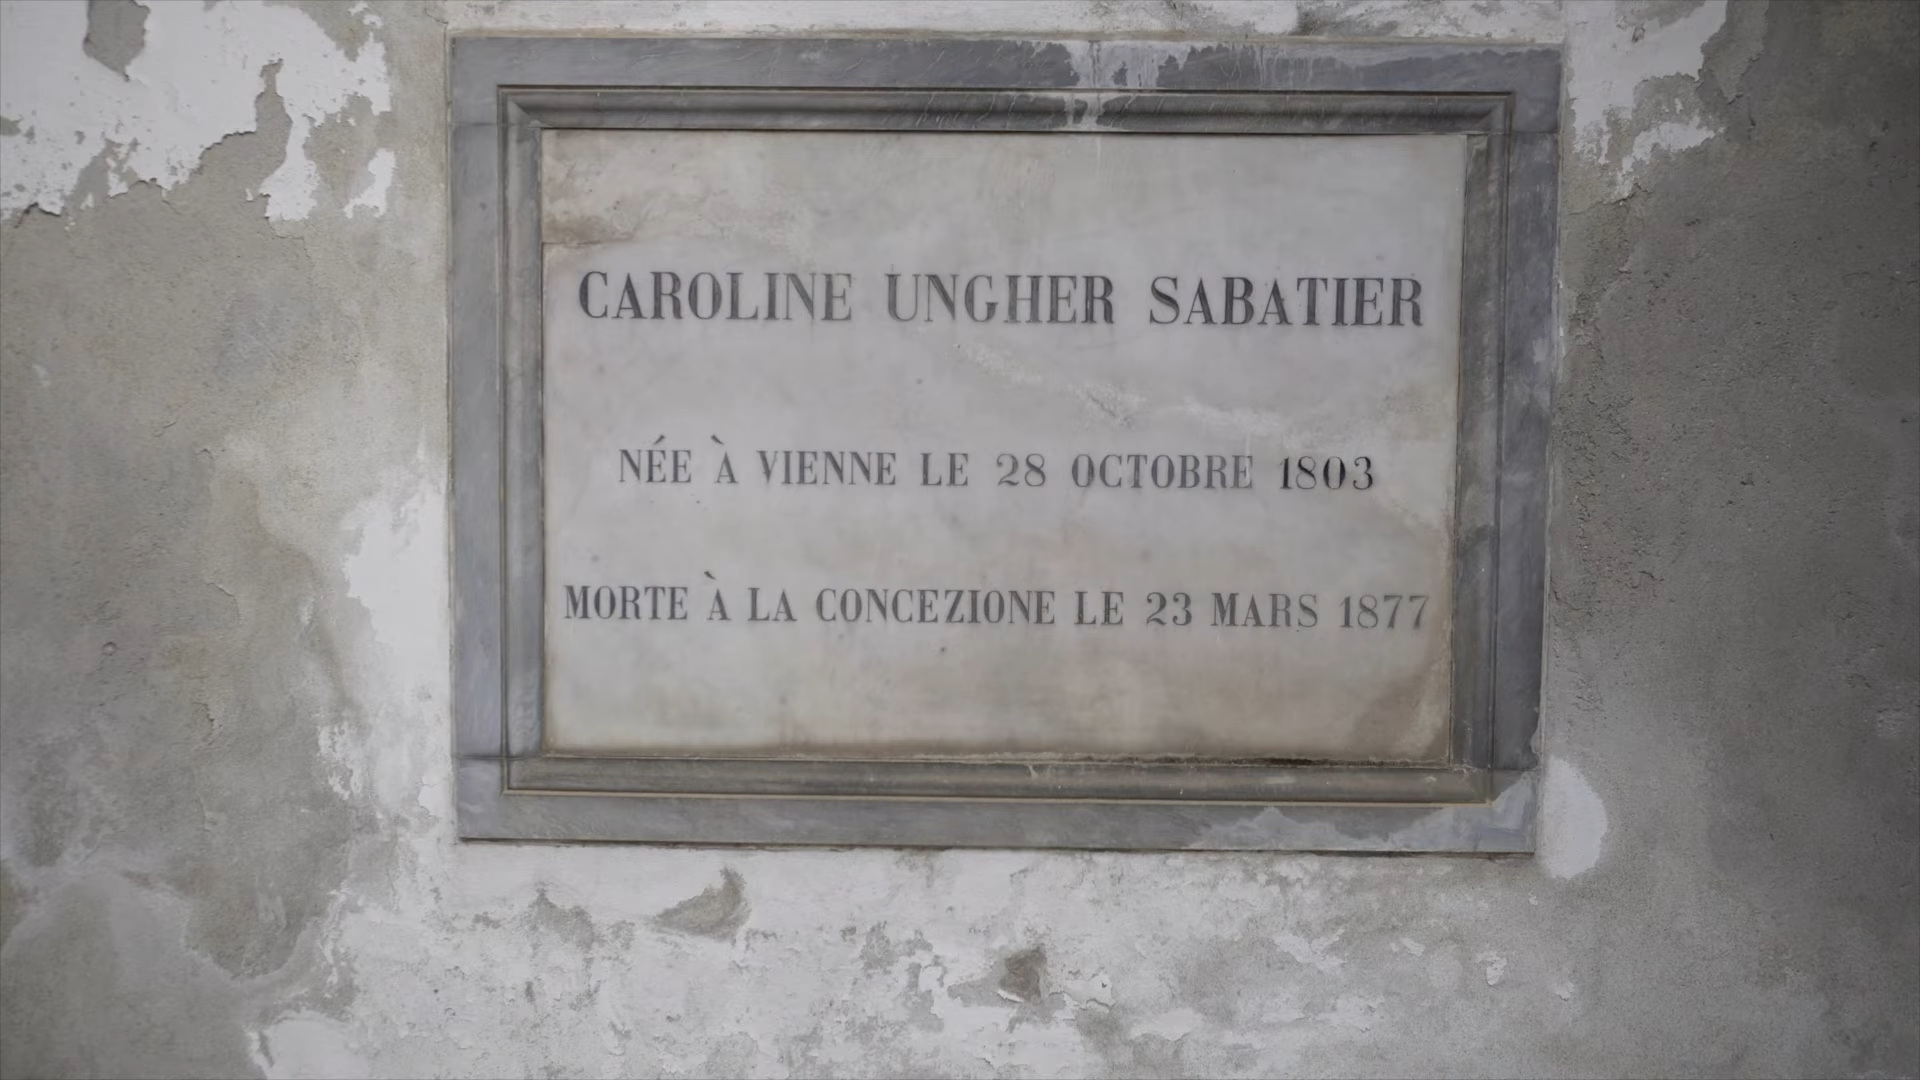 CAROLINE UNGHER SABATIER
NÉE À VIENNE LE 28 OCTOBRE 1803
MORTE À LA CONCEZIONE LE 23 MARS 1877